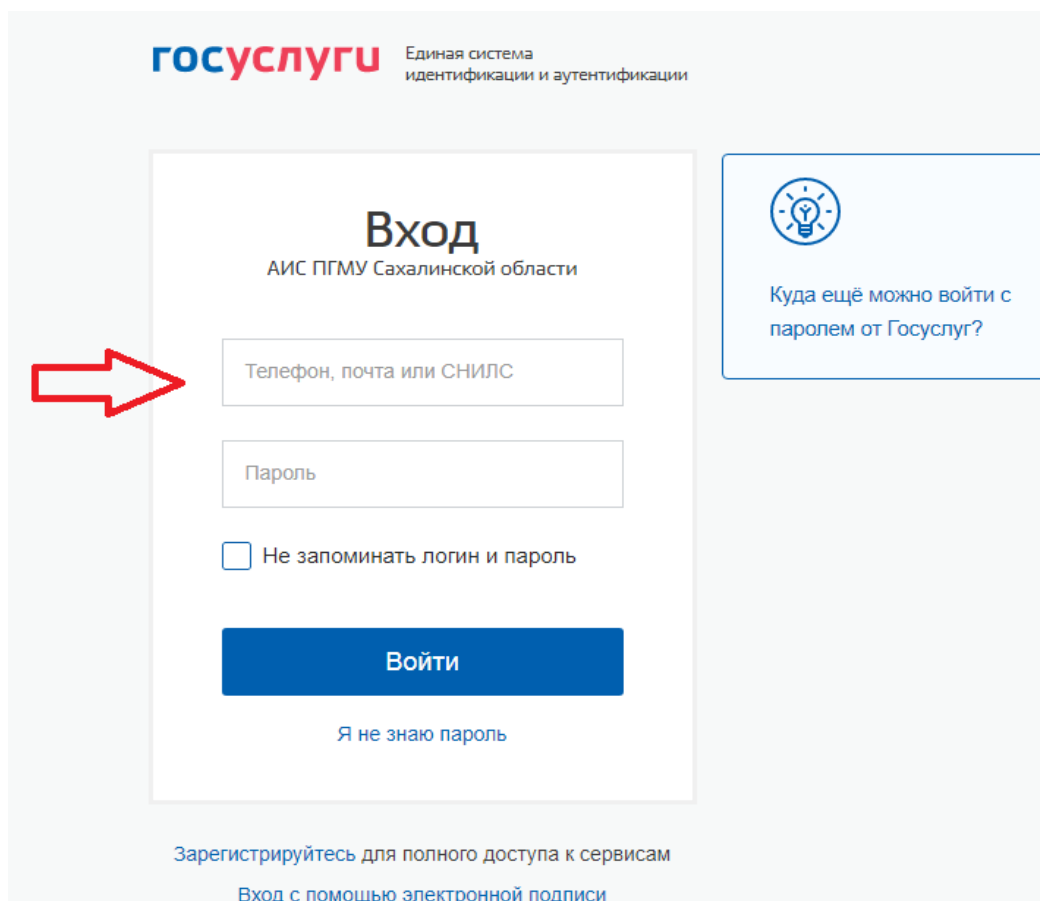 госуслуги
Единая система
идентификации и аутентификации
Вход
АИС ПГМУ Сахалинской области
Телефон, почта или СНИЛС
Пароль
Не запоминать логин и пароль
Войти
Я не знаю пароль
Куда ещё можно войти с
паролем от Госуслуг?
Зарегистрируйтесь для полного доступа к сервисам
Вход с помощью электронной подписи